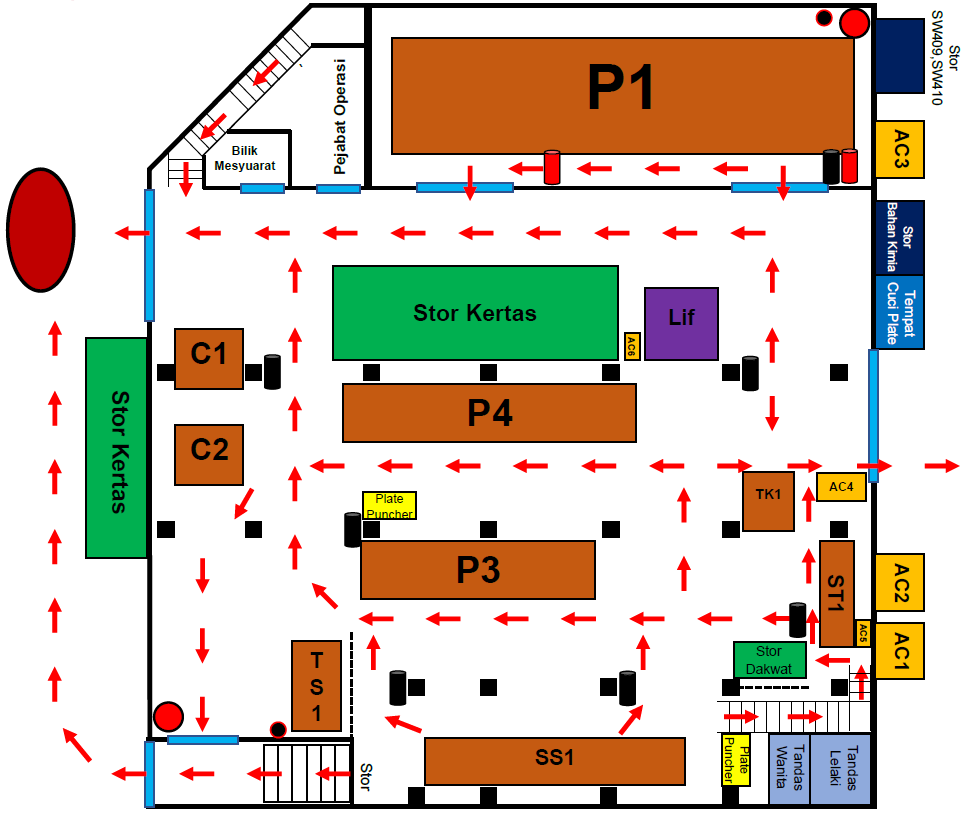 P1
Stor
SW409,SW410
Pejabat Operasi
Bilik
Mesyuarat
AC3
Stor
Bahan Kimia
Tempat
Cuci Plate
Stor Kertas
Lif
AC6
C1
P4
Stor Kertas
C2
TK1
AC4
Plate
Puncher
P3
ST1
AC2
AC5
AC1
T
S
1
Stor
Dakwat
SS1
Stor
Plate
Puncher
Tandas
Wanita
Tandas
Lelaki